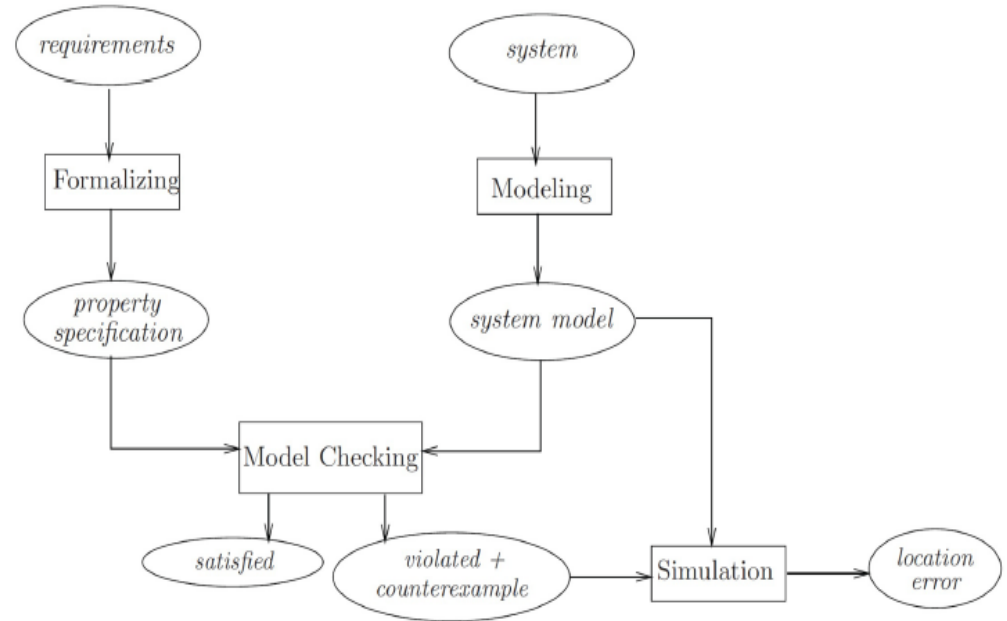 requirements
system
Formalizing
Modeling
property
specification
system model
Model Checking
satisfied
violated +
counterexample
Simulation
location
error